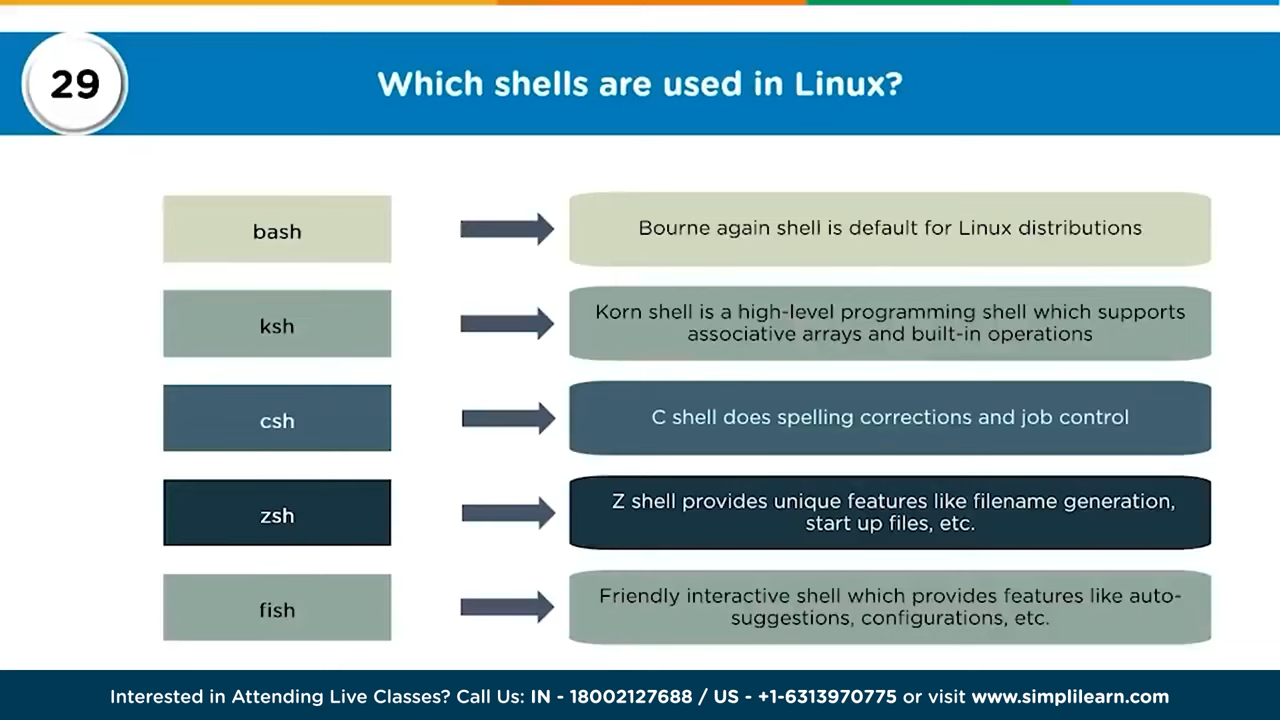 29
Which shells are used in Linux?
bash
Bourne again shell is default for Linux distributions
ksh
Korn shell is a high-level programming shell which supports
associative arrays and built-in operations
csh
C shell does spelling corrections and job control
zsh
Z shell provides unique features like filename generation,
start up files, etc.
fish
Friendly interactive shell which provides features like auto-
suggestions, configurations, etc.
Interested in Attending Live Classes? Call Us: IN - 18002127688 / US - +1-6313970775 or visit www.simplilearn.com